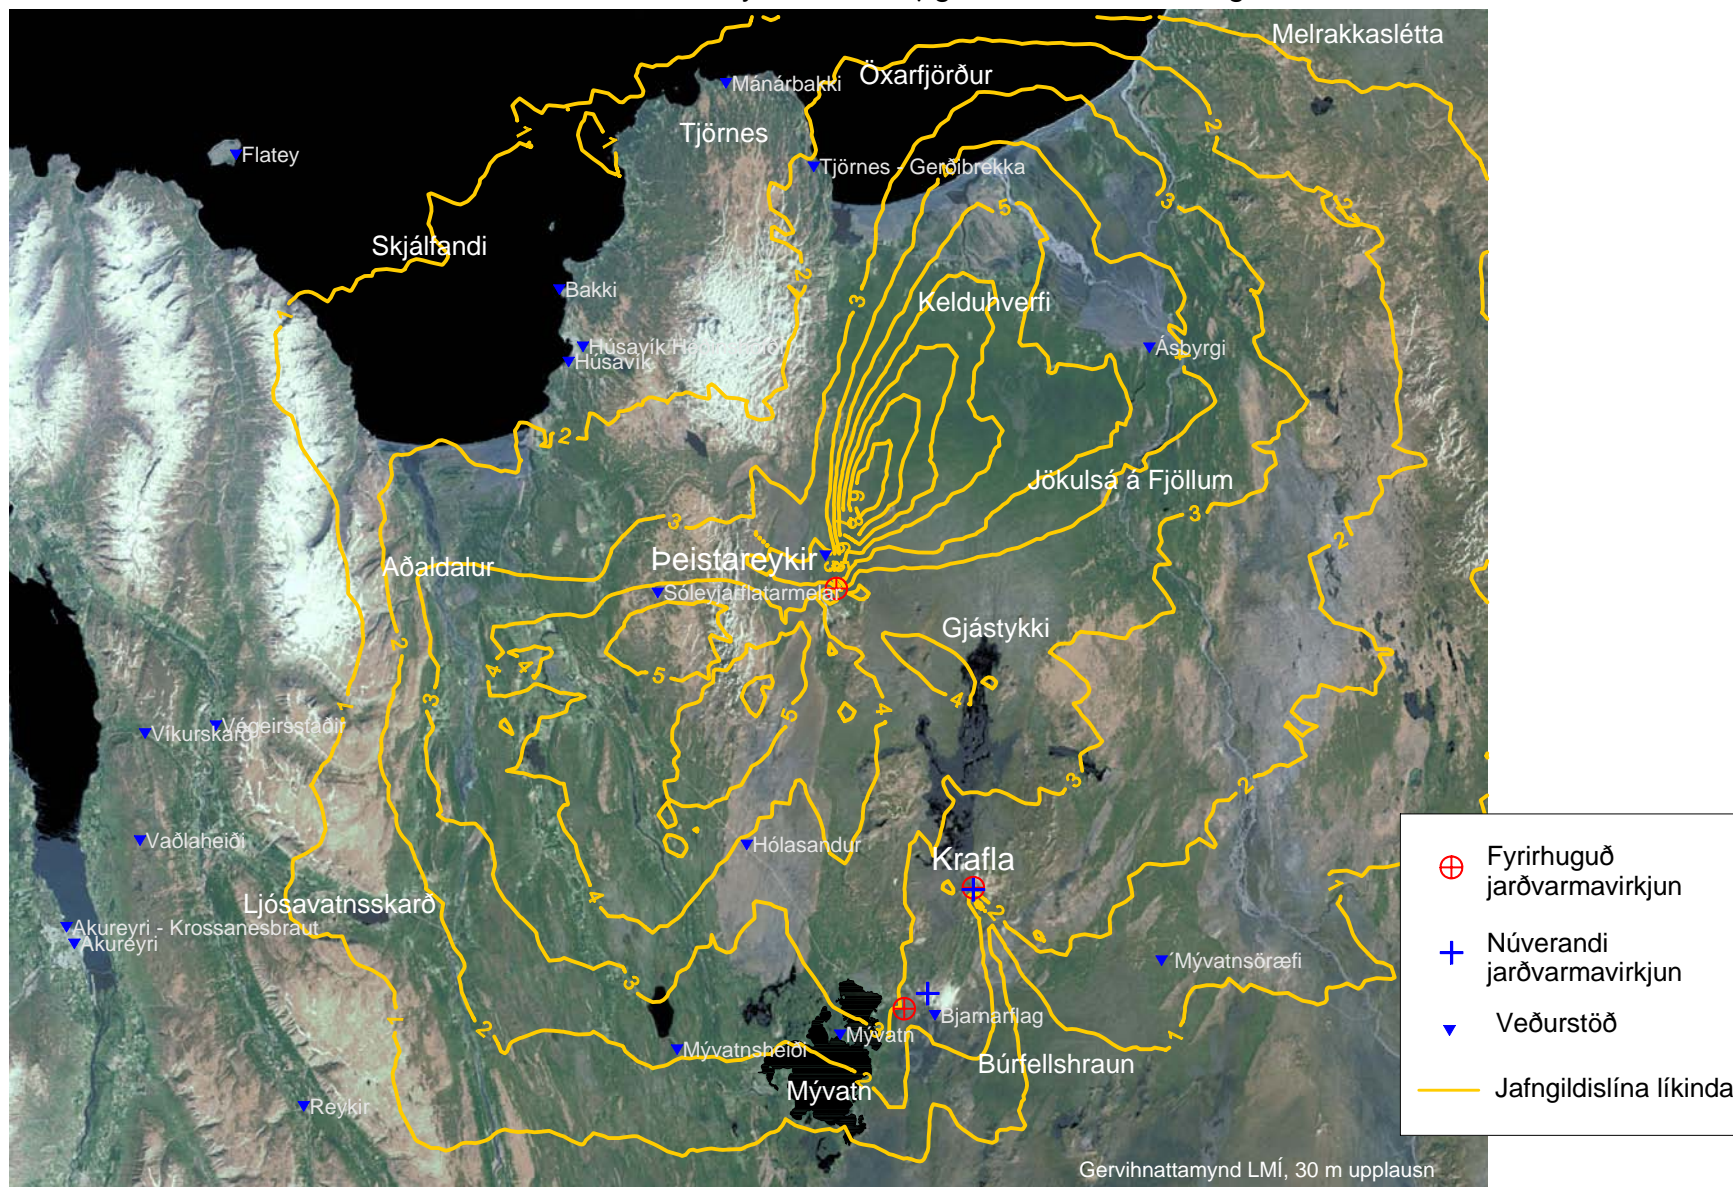 Melrakkaslétta
Öxarfjörður
Mánárbakki
Tjörnes
Flatey
Tjörnes - Gerðibrekka
Skjálfandi
Bakki
Kelduhverfi
Húsavík
Ásbyrgi
Húsavík
Jökulsá á Fjöllum
Þeistareykir
Aðaldalur
Gjástykki
Végeirsstaðir
Víkurskarð
Vaðlaheiði
Hólasandur
Krafla
Ljósavatnsskarð
Akureyri - Krossanesbraut
Akureyri
Mývatnsöræfi
Bjarnarflag
Mývatn
Mývatnsheiði
Búrfellshraun
Mývatn
Reykir
Gervihnattamynd LMÍ, 30 m upplausn
Fyrirhuguð
jarðvarmavirkjun
Núverandi
jarðvarmavirkjun
Veðurstöð
Jafngildislína líkinda